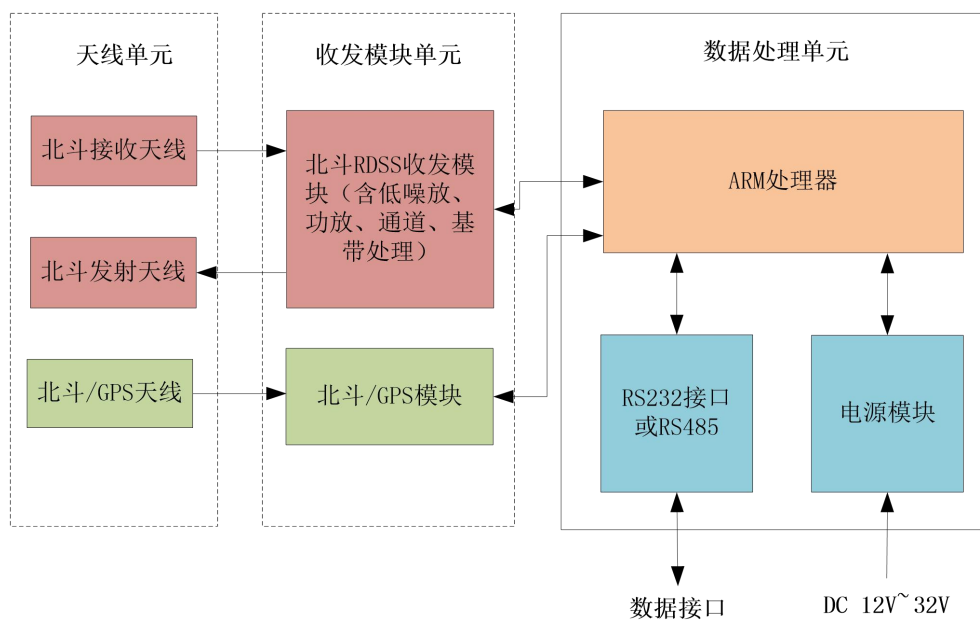 天线单元
收发模块单元
数据处理单元
北斗接收天线
北斗发射天线
北斗/GPS天线
北斗RDSS收发模
块（含低噪放、
功放、通道、基
带处理）
北斗/GPS模块
ARM处理器
RS232接口
或RS485
电源模块
数据接口
DC 12V~32V